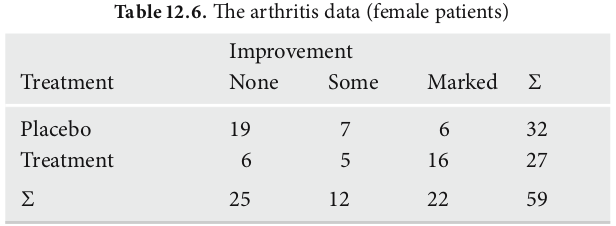 Table 12.6. The arthritis data (female patients)
Improvement
Treatment None Some Marked Σ
Placebo 19 7 6 32
Treatment 6 5 16 27
Σ 25 12 22 59